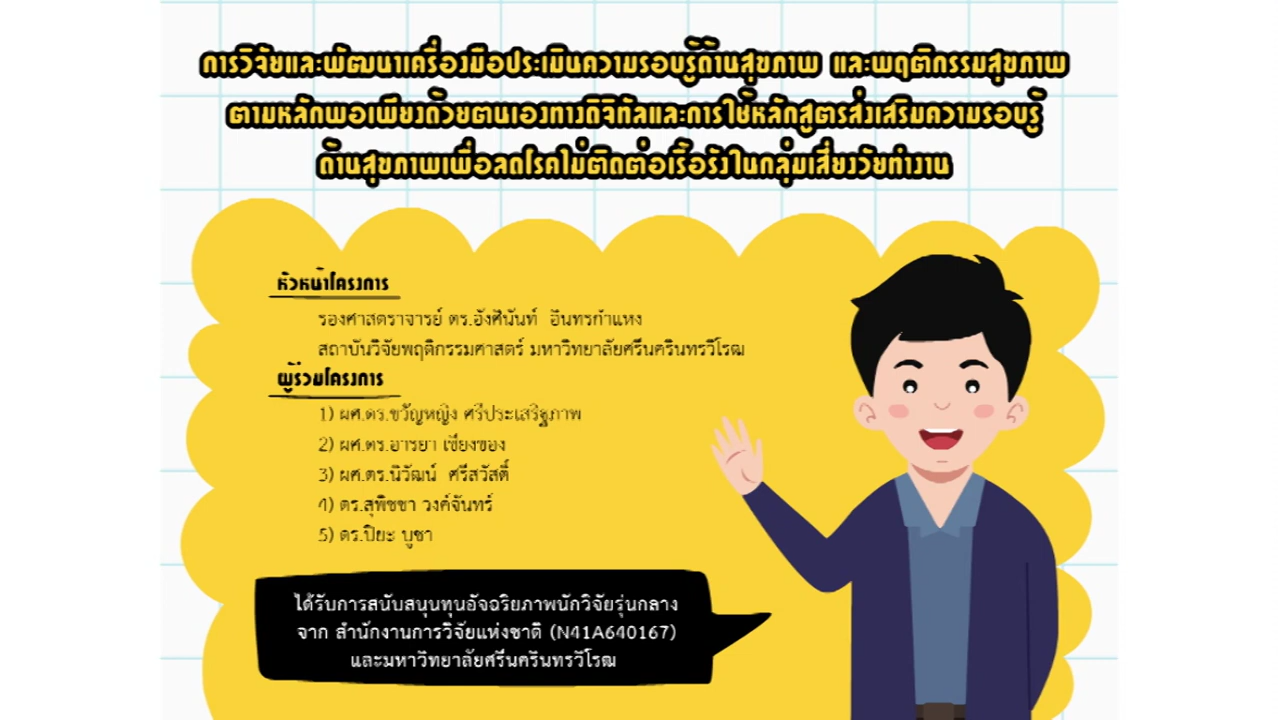 การวิจัยและพัฒนาเครื่องมือประเมินความรอบรู้ด้านสุขภาพ และพฤติกรรมสุขภาพ
ตามหลักพอเพียงด้วยตนเองทางดิจิทัลและการใช้หลักสูตรส่งเสริมความรอบรู้
ด้านสุขภาพเพื่อลดโรคไม่ติดต่อเรื้อรังในกลุ่มเสี่ยงวัยทำงาน
หัวหน้าโครงการ
รองศาสตราจารย์ ดร.อังศินันท์ อินทรกำแหง
สถาบันวิจัยพฤติกรรมศาสตร์ มหาวิทยาลัยศรีนครินทรวิโรฒ
ผู้ร่วมโครงการ
1) ผศ.ดร.ขวัญหญิง ศรีประเสริฐภาพ
2) ผศ.ดร.อารยา เชียงของ
3) ผศ.ดร.นิวัฒน์ ศรีสวัสดิ์
4) ดร.สุพิชชา วงค์จันทร์
5) ดร.ปิยะ บูชา
ได้รับการสนับสนุนทุนอัจฉริยภาพนักวิจัยรุ่นกลาง
จาก สำนักงานการวิจัยแห่งชาติ (N41A640167)
และมหาวิทยาลัยศรีนครินทรวิโรฒ